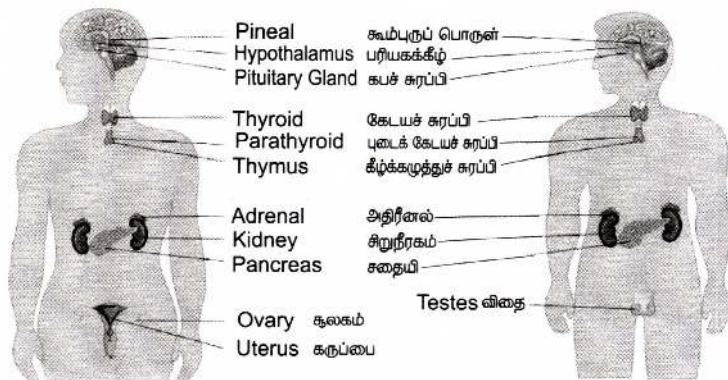 Pineal கூம்புருப் பொருள்
Hypothalamus பரியகக்கீழ்
Pituitary Gland கபச் சுரப்பி
Thyroid கேடயச் சுரப்பி
Parathyroid புடைக் கேடயச் சுரப்பி
Thymus கீழ்க்கழுத்துச் சுரப்பி
Adrenal அதிரீனல்
Kidney சிறுநீரகம்
Pancreas சதையி
Testes விதை
Ovary சூலகம்
Uterus கருப்பை